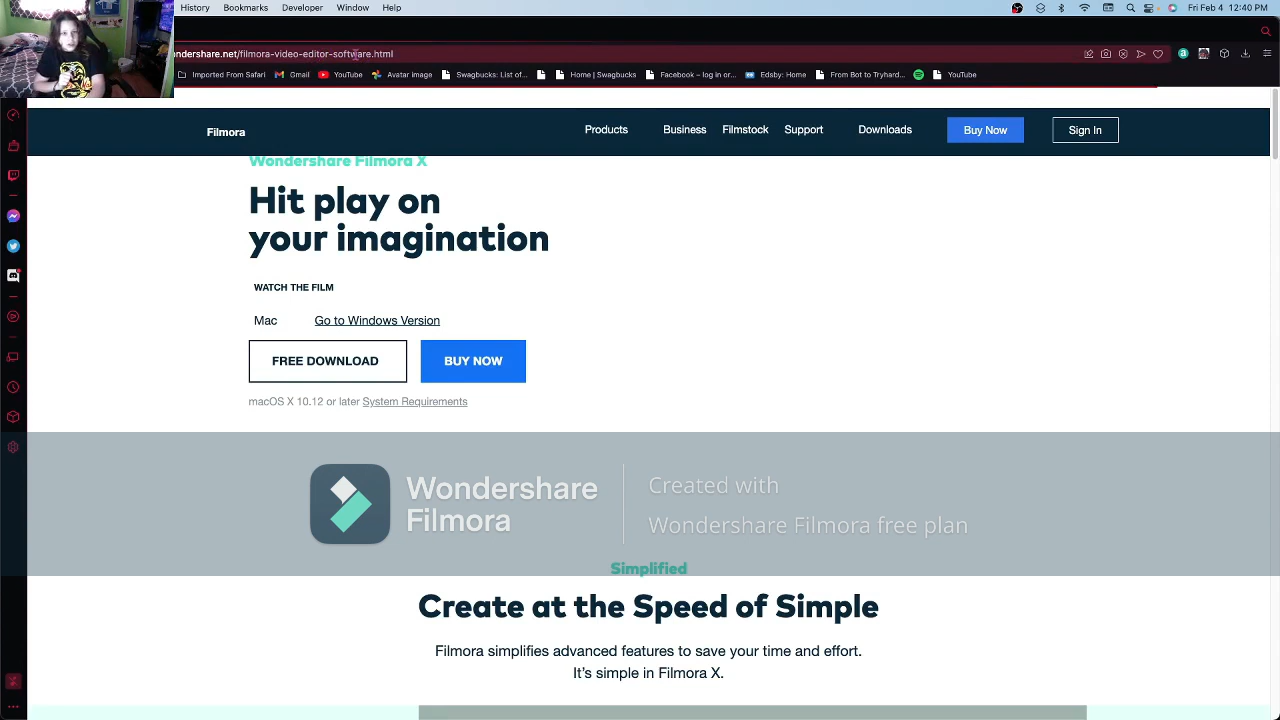 History Bookmarks Developer Window Help
Fri Feb 4 12:40 PM
ndershare.net/filmora-video-editor-software.html
Imported From Safari Gmail YouTube Avatar image Swagbucks: List of... Home | Swagbucks Facebook – log in or... Edsby: Home From Bot to Tryhard... YouTube
Filmora Products Business Filmstock Support Downloads Buy Now Sign In
Wondershare Filmora X
Hit play on
your imagination
WATCH THE FILM
Mac Go to Windows Version
FREE DOWNLOAD BUY NOW
macOS X 10.12 or later System Requirements
Wondershare
Filmora
Created with
Wondershare Filmora free plan
Simplified
Create at the Speed of Simple
Filmora simplifies advanced features to save your time and effort.
It's simple in Filmora X.